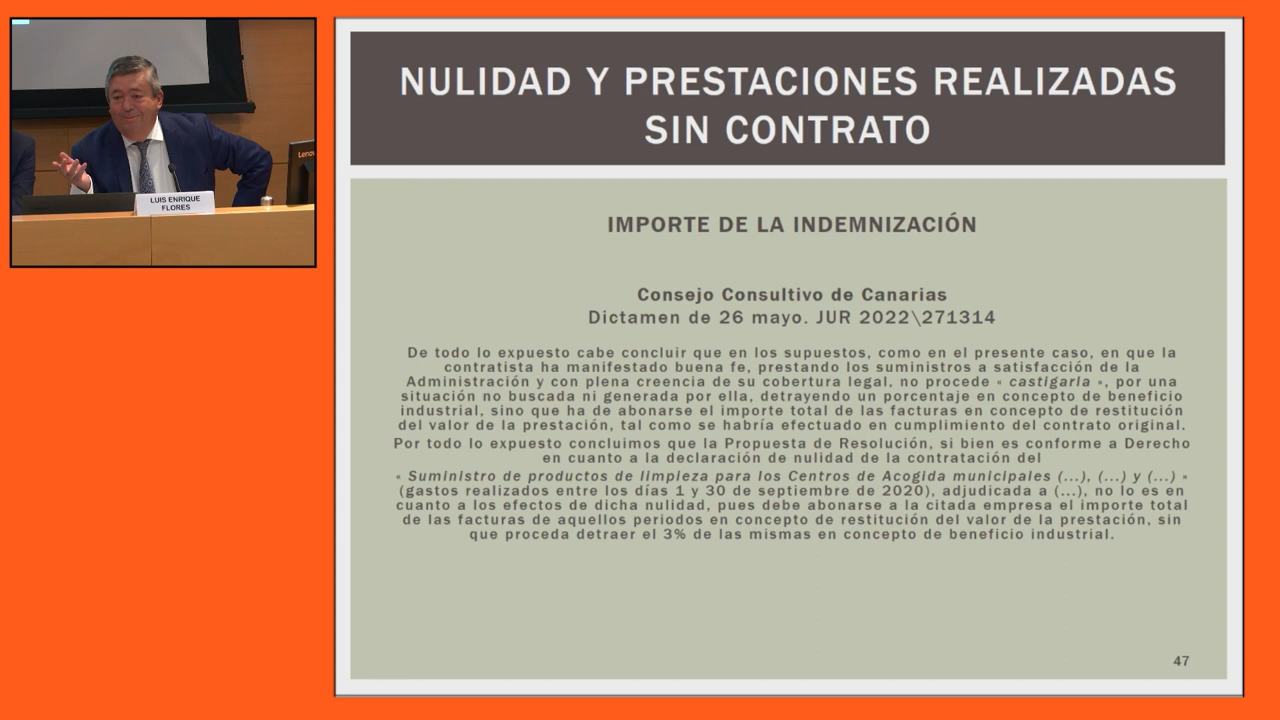 LUIS ENRIQUE
FLORES
Lenovo
NULIDAD Y PRESTACIONES REALIZADAS
SIN CONTRATO
IMPORTE DE LA INDEMNIZACIÓN
Consejo Consultivo de Canarias
Dictamen de 26 mayo. JUR 2022\271314
De todo lo expuesto cabe concluir que en los supuestos, como en el presente caso, en que la
contratista ha manifestado buena fe, prestando los suministros a satisfacción de la
Administración y con plena creencia de su cobertura legal, no procede « castigarla », por una
situación no buscada ni generada por ella, detrayendo un porcentaje en concepto de beneficio
industrial, sino que ha de abonarse el importe total de las facturas en concepto de restitución
del valor de la prestación, tal como se habría efectuado en cumplimiento del contrato original.
Por todo lo expuesto concluimos que la Propuesta de Resolución, si bien es conforme a Derecho
en cuanto a la declaración de nulidad de la contratación del
« Suministro de productos de limpieza para los Centros de Acogida municipales (...), (...) y (...) »
(gastos realizados entre los días 1 y 30 de septiembre de 2020), adjudicada a (...), no lo es en
cuanto a los efectos de dicha nulidad, pues debe abonarse a la citada empresa el importe total
de las facturas de aquellos periodos en concepto de restitución del valor de la prestación, sin
que proceda detraer el 3% de las mismas en concepto de beneficio industrial.
47